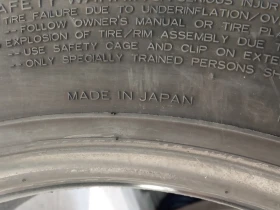 TIRE FAILURE DUE TO UNDERINFLATION/O
··FOLLOW OWNER'S MANUAL OR TIRE PL
EXPLOSION OF TIRE/RIM ASSEMBLY DUE
··USE SAFETY CAGE AND CLIP ON EXTE
··ONLY SPECIALLY TRAINED PERSONS S
MADE IN JAPAN